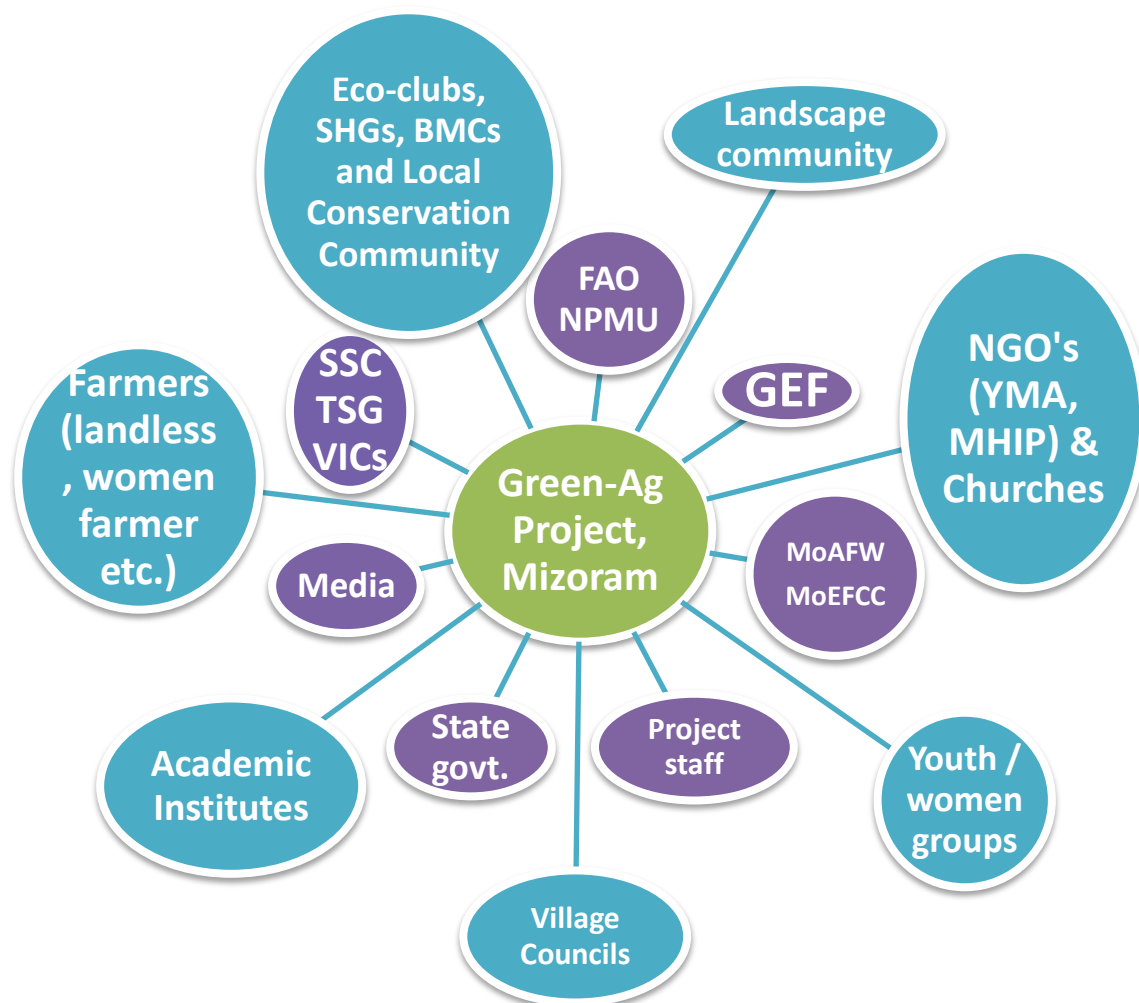 Eco-clubs,
SHGs, BMCs
and Local
Conservation
Community
Landscape
community
FAO
NPMU
GEF
NGO's
(YMA,
MHIP) &
Churches
SSC
TSG
VICs
Farmers
(landless
, women
farmer
etc.)
Green-Ag
Project,
Mizoram
MoAFW
MoEFCC
Media
State
govt.
Project
staff
Academic
Institutes
Youth /
women
groups
Village
Councils